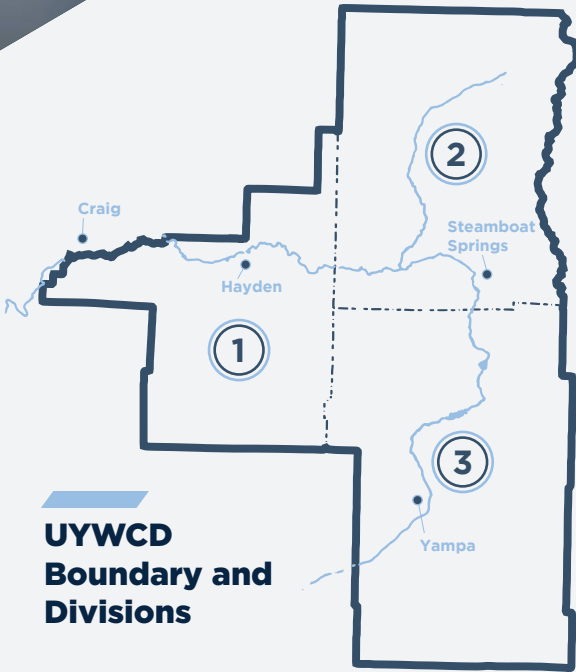 2
Craig
Steamboat
Springs
Hayden
1
3
Yampa
UYWCD
Boundary and
Divisions